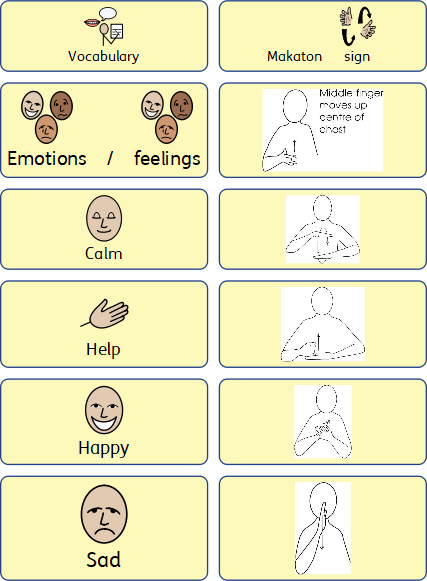 Vocabulary
Makaton sign
Emotions / feelings
Middle finger
moves up
centre of
chest
Calm
Help
Happy
Sad